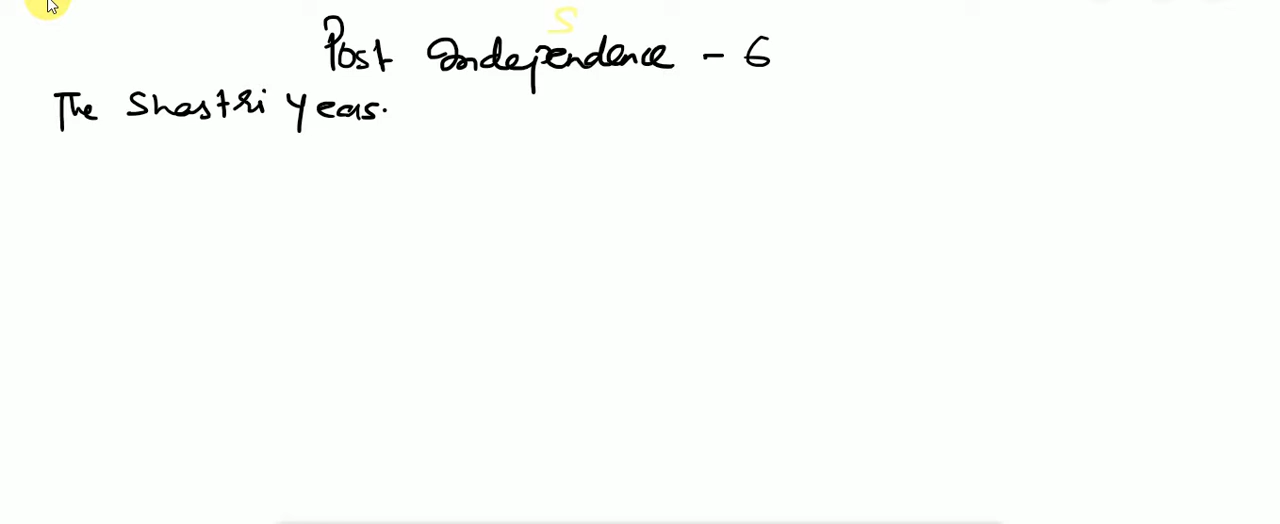 S
Post Independence - 6
The Shastri Years.